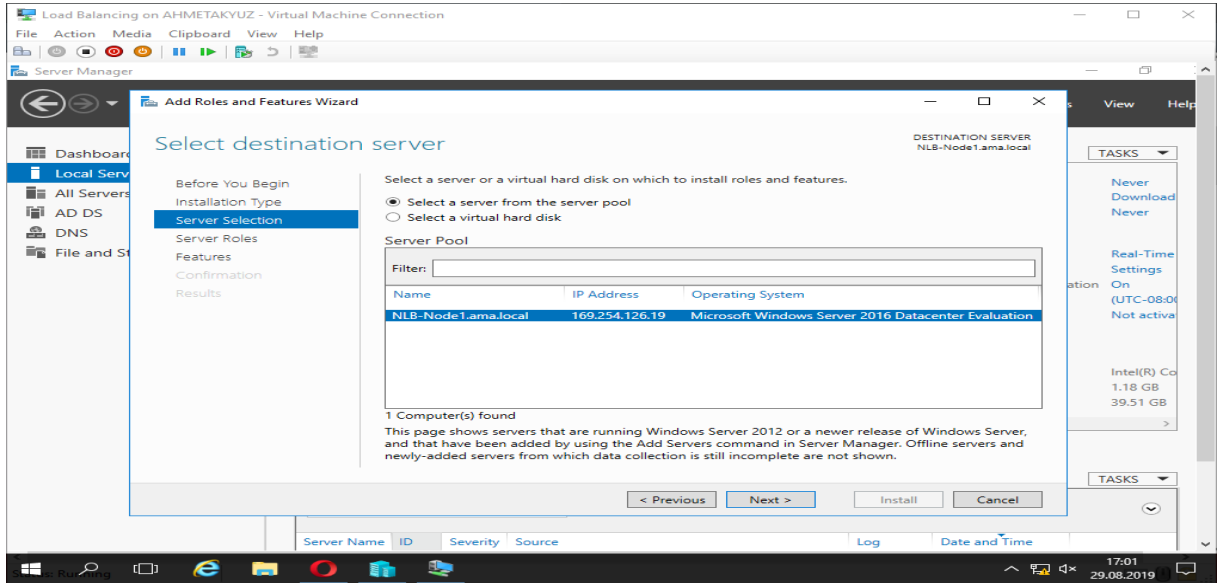 Load Balancing on AHMETAKYUZ - Virtual Machine Connection
File Action Media Clipboard View Help
Server Manager
Add Roles and Features Wizard
View Help
Select destination server
DESTINATION SERVER
NLB-Node1.ama.local
TASKS
Dashboard
Local Serv
All Servers
AD DS
DNS
File and St
Before You Begin
Installation Type
Server Selection
Server Roles
Features
Confirmation
Results
Select a server or a virtual hard disk on which to install roles and features.
Select a server from the server pool
Select a virtual hard disk
Server Pool
Filter:
Name IP Address Operating System
NLB-Node1.ama.local 169.254.126.19 Microsoft Windows Server 2016 Datacenter Evaluation
1 Computer(s) found
This page shows servers that are running Windows Server 2012 or a newer release of Windows Server,
and that have been added by using the Add Servers command in Server Manager. Offline servers and
newly-added servers from which data collection is still incomplete are not shown.
< Previous Next > Install Cancel
Never
Download
Never
Real-Time
Settings
ation On
(UTC-08:00
Not activa
Intel(R) Co
1.18 GB
39.51 GB
TASKS
Server Name ID Severity Source Log Date and Time
17:01
29.08.2019